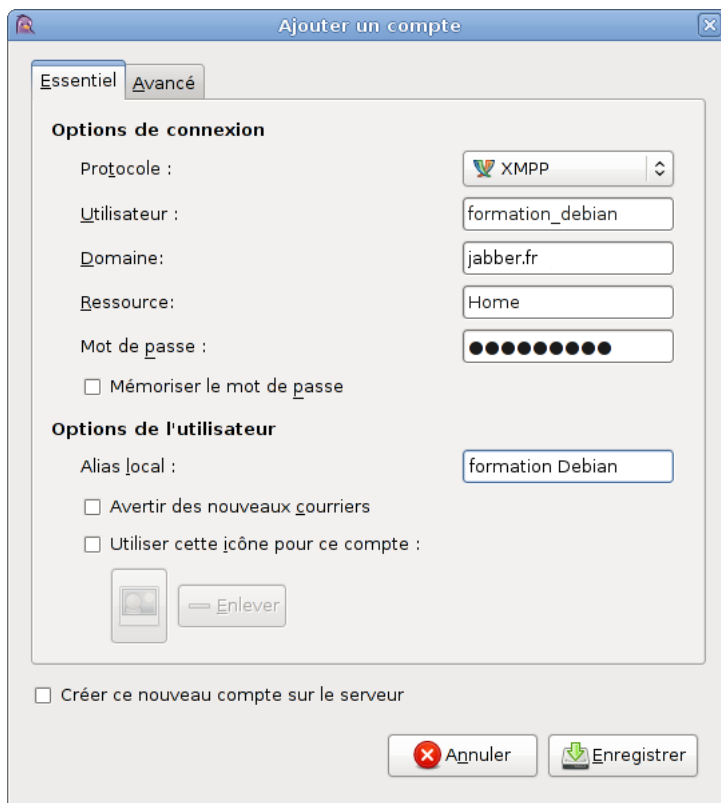 Ajouter un compte
Essentiel Avancé
Options de connexion
Protocole : XMPP
Utilisateur : formation_debian
Domaine: jabber.fr
Ressource: Home
Mot de passe : ●●●●●●●●●
Mémoriser le mot de passe
Options de l'utilisateur
Alias local : formation Debian
Avertir des nouveaux courriers
Utiliser cette icône pour ce compte :
Enlever
Créer ce nouveau compte sur le serveur
Annuler Enregistrer